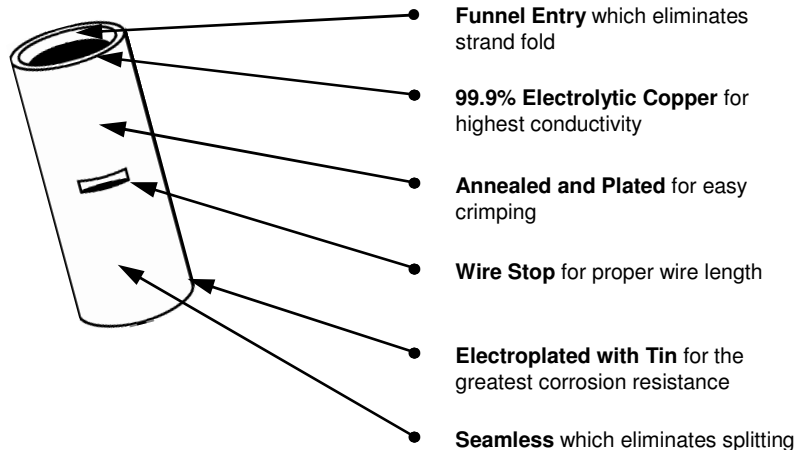 Funnel Entry which eliminates
strand fold
99.9% Electrolytic Copper for
highest conductivity
Annealed and Plated for easy
crimping
Wire Stop for proper wire length
Electroplated with Tin for the
greatest corrosion resistance
Seamless which eliminates splitting